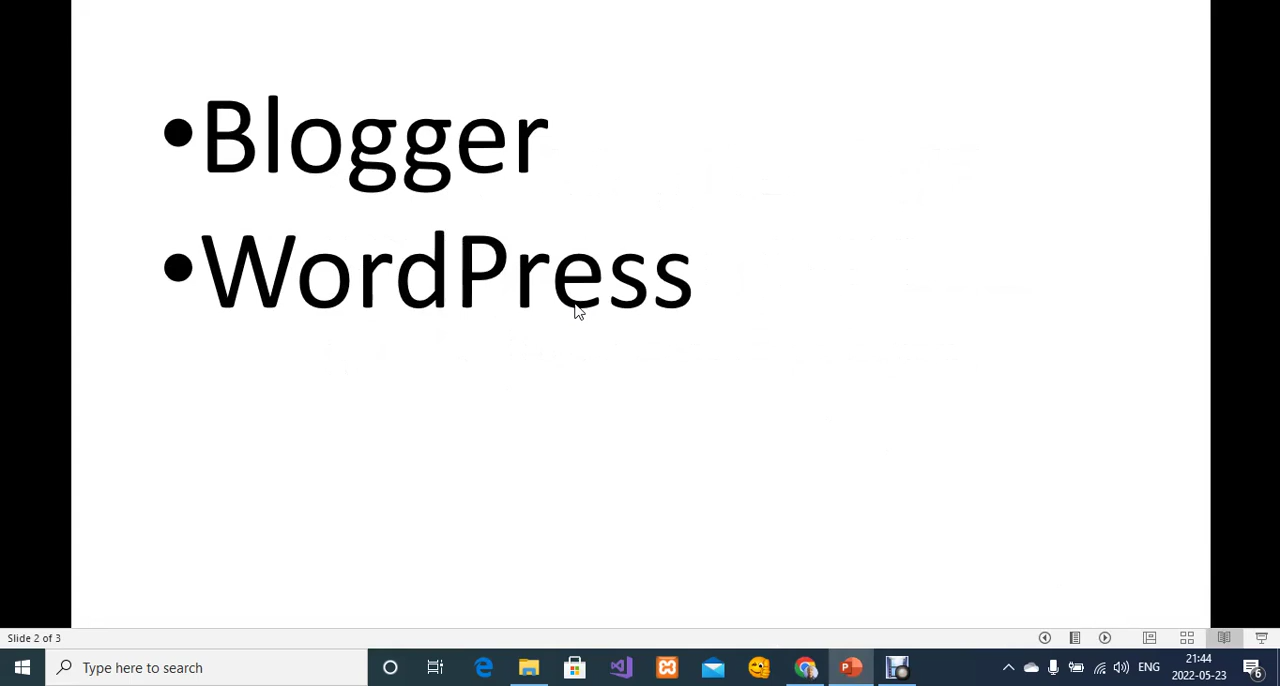 •Blogger
•WordPress
Slide 2 of 3
Type here to search
ENG
21:44
2022-05-23
6